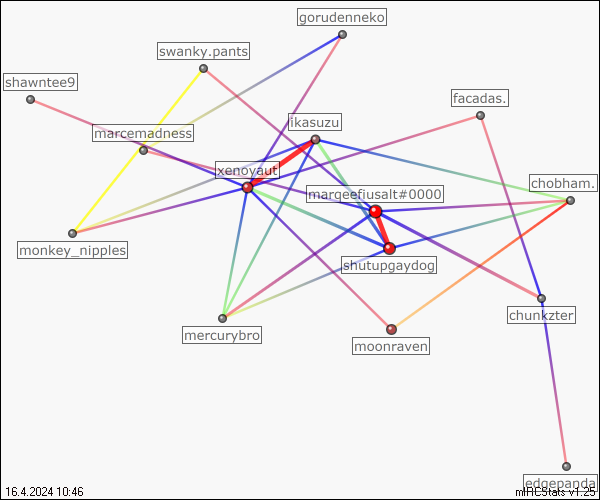 gorudenneko
swanky.pants
shawntee9
facadas.
ikasuzu
marcemadness
xenoyaut
chobham.
margeefiusalt#0000
monkey_nipples
shutupgaydog
chunkzter
mercurybro
moonraven
edgepanda
16.4.2024 10:46
mIRCStats v1.25